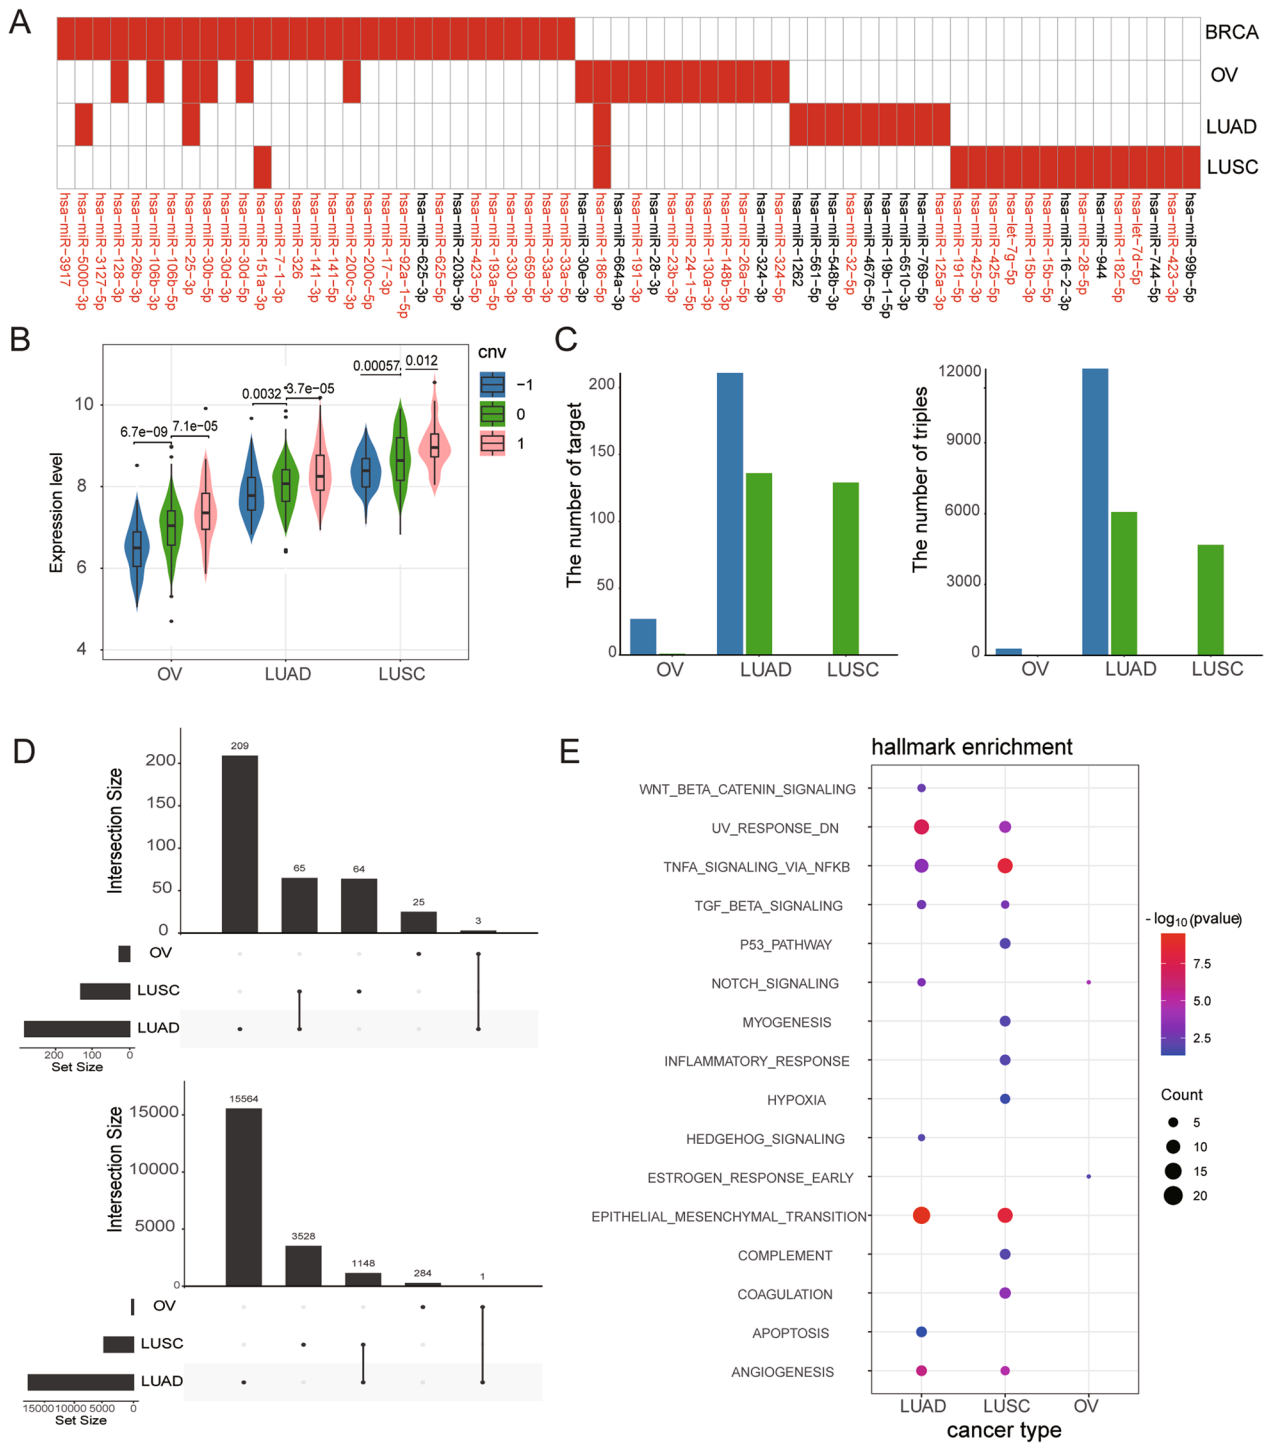 A
BRCA
OV
LUAD
LUSC
hsa−miR−3917
hsa−miR−5000−3p
hsa−miR−3127−5p
hsa−miR−128−3p
hsa−miR−26b−3p
hsa−miR−106b−3p
hsa−miR−106b−5p
hsa−miR−25−3p
hsa−miR−30b−5p
hsa−miR−30d−3p
hsa−miR−30d−5p
hsa−miR−151a−3p
hsa−miR−7−1−3p
hsa−miR−326
hsa−miR−141−3p
hsa−miR−141−5p
hsa−miR−200c−3p
hsa−miR−200c−5p
hsa−miR−17−3p
hsa−miR−92a−1−5p
hsa−miR−625−3p
hsa−miR−625−5p
hsa−miR−203b−3p
hsa−miR−423−5p
hsa−miR−193a−5p
hsa−miR−330−3p
hsa−miR−659−5p
hsa−miR−33a−3p
hsa−miR−33a−5p
hsa−miR−30e−3p
hsa−miR−186−5p
hsa−miR−664a−3p
hsa−miR−191−3p
hsa−miR−28−3p
hsa−miR−23b−3p
hsa−miR−24−1−5p
hsa−miR−130a−3p
hsa−miR−148b−3p
hsa−miR−26a−5p
hsa−miR−324−3p
hsa−miR−324−5p
hsa−miR−1262
hsa−miR−561−5p
hsa−miR−548b−3p
hsa−miR−32−5p
hsa−miR−4676−5p
hsa−miR−19b−1−5p
hsa−miR−6510−3p
hsa−miR−769−5p
hsa−miR−125a−3p
hsa−miR−191−5p
hsa−miR−425−3p
hsa−miR−425−5p
hsa−let−7g−5p
hsa−miR−15b−3p
hsa−miR−15b−5p
hsa−miR−16−2−3p
hsa−miR−28−5p
hsa−miR−944
hsa−miR−182−5p
hsa−let−7d−5p
hsa−miR−744−5p
hsa−miR−423−3p
hsa−miR−99b−5p
B
Expression level
10
8
6
4
6.7e−09
7.1e−05
0.0032
3.7e−05
0.00057
0.012
OV
LUAD
LUSC
cnv
−1
0
1
C
The number of target
200
150
100
50
0
OV
LUAD
LUSC
The number of triples
12000
9000
6000
3000
0
OV
LUAD
LUSC
D
Intersection Size
200
150
100
50
0
209
65
64
25
3
OV
LUSC
LUAD
200 100 0
Set Size
Intersection Size
15000
10000
5000
0
15564
3528
1148
284
1
OV
LUSC
LUAD
15000 10000 5000 0
Set Size
E
hallmark enrichment
WNT_BETA_CATENIN_SIGNALING
UV_RESPONSE_DN
TNFA_SIGNALING_VIA_NFKB
TGF_BETA_SIGNALING
P53_PATHWAY
NOTCH_SIGNALING
MYOGENESIS
INFLAMMATORY_RESPONSE
HYPOXIA
HEDGEHOG_SIGNALING
ESTROGEN_RESPONSE_EARLY
EPITHELIAL_MESENCHYMAL_TRANSITION
COMPLEMENT
COAGULATION
APOPTOSIS
ANGIOGENESIS
LUAD
LUSC
OV
cancer type
- log10 (pvalue)
7.5
5.0
2.5
Count
5
10
15
20